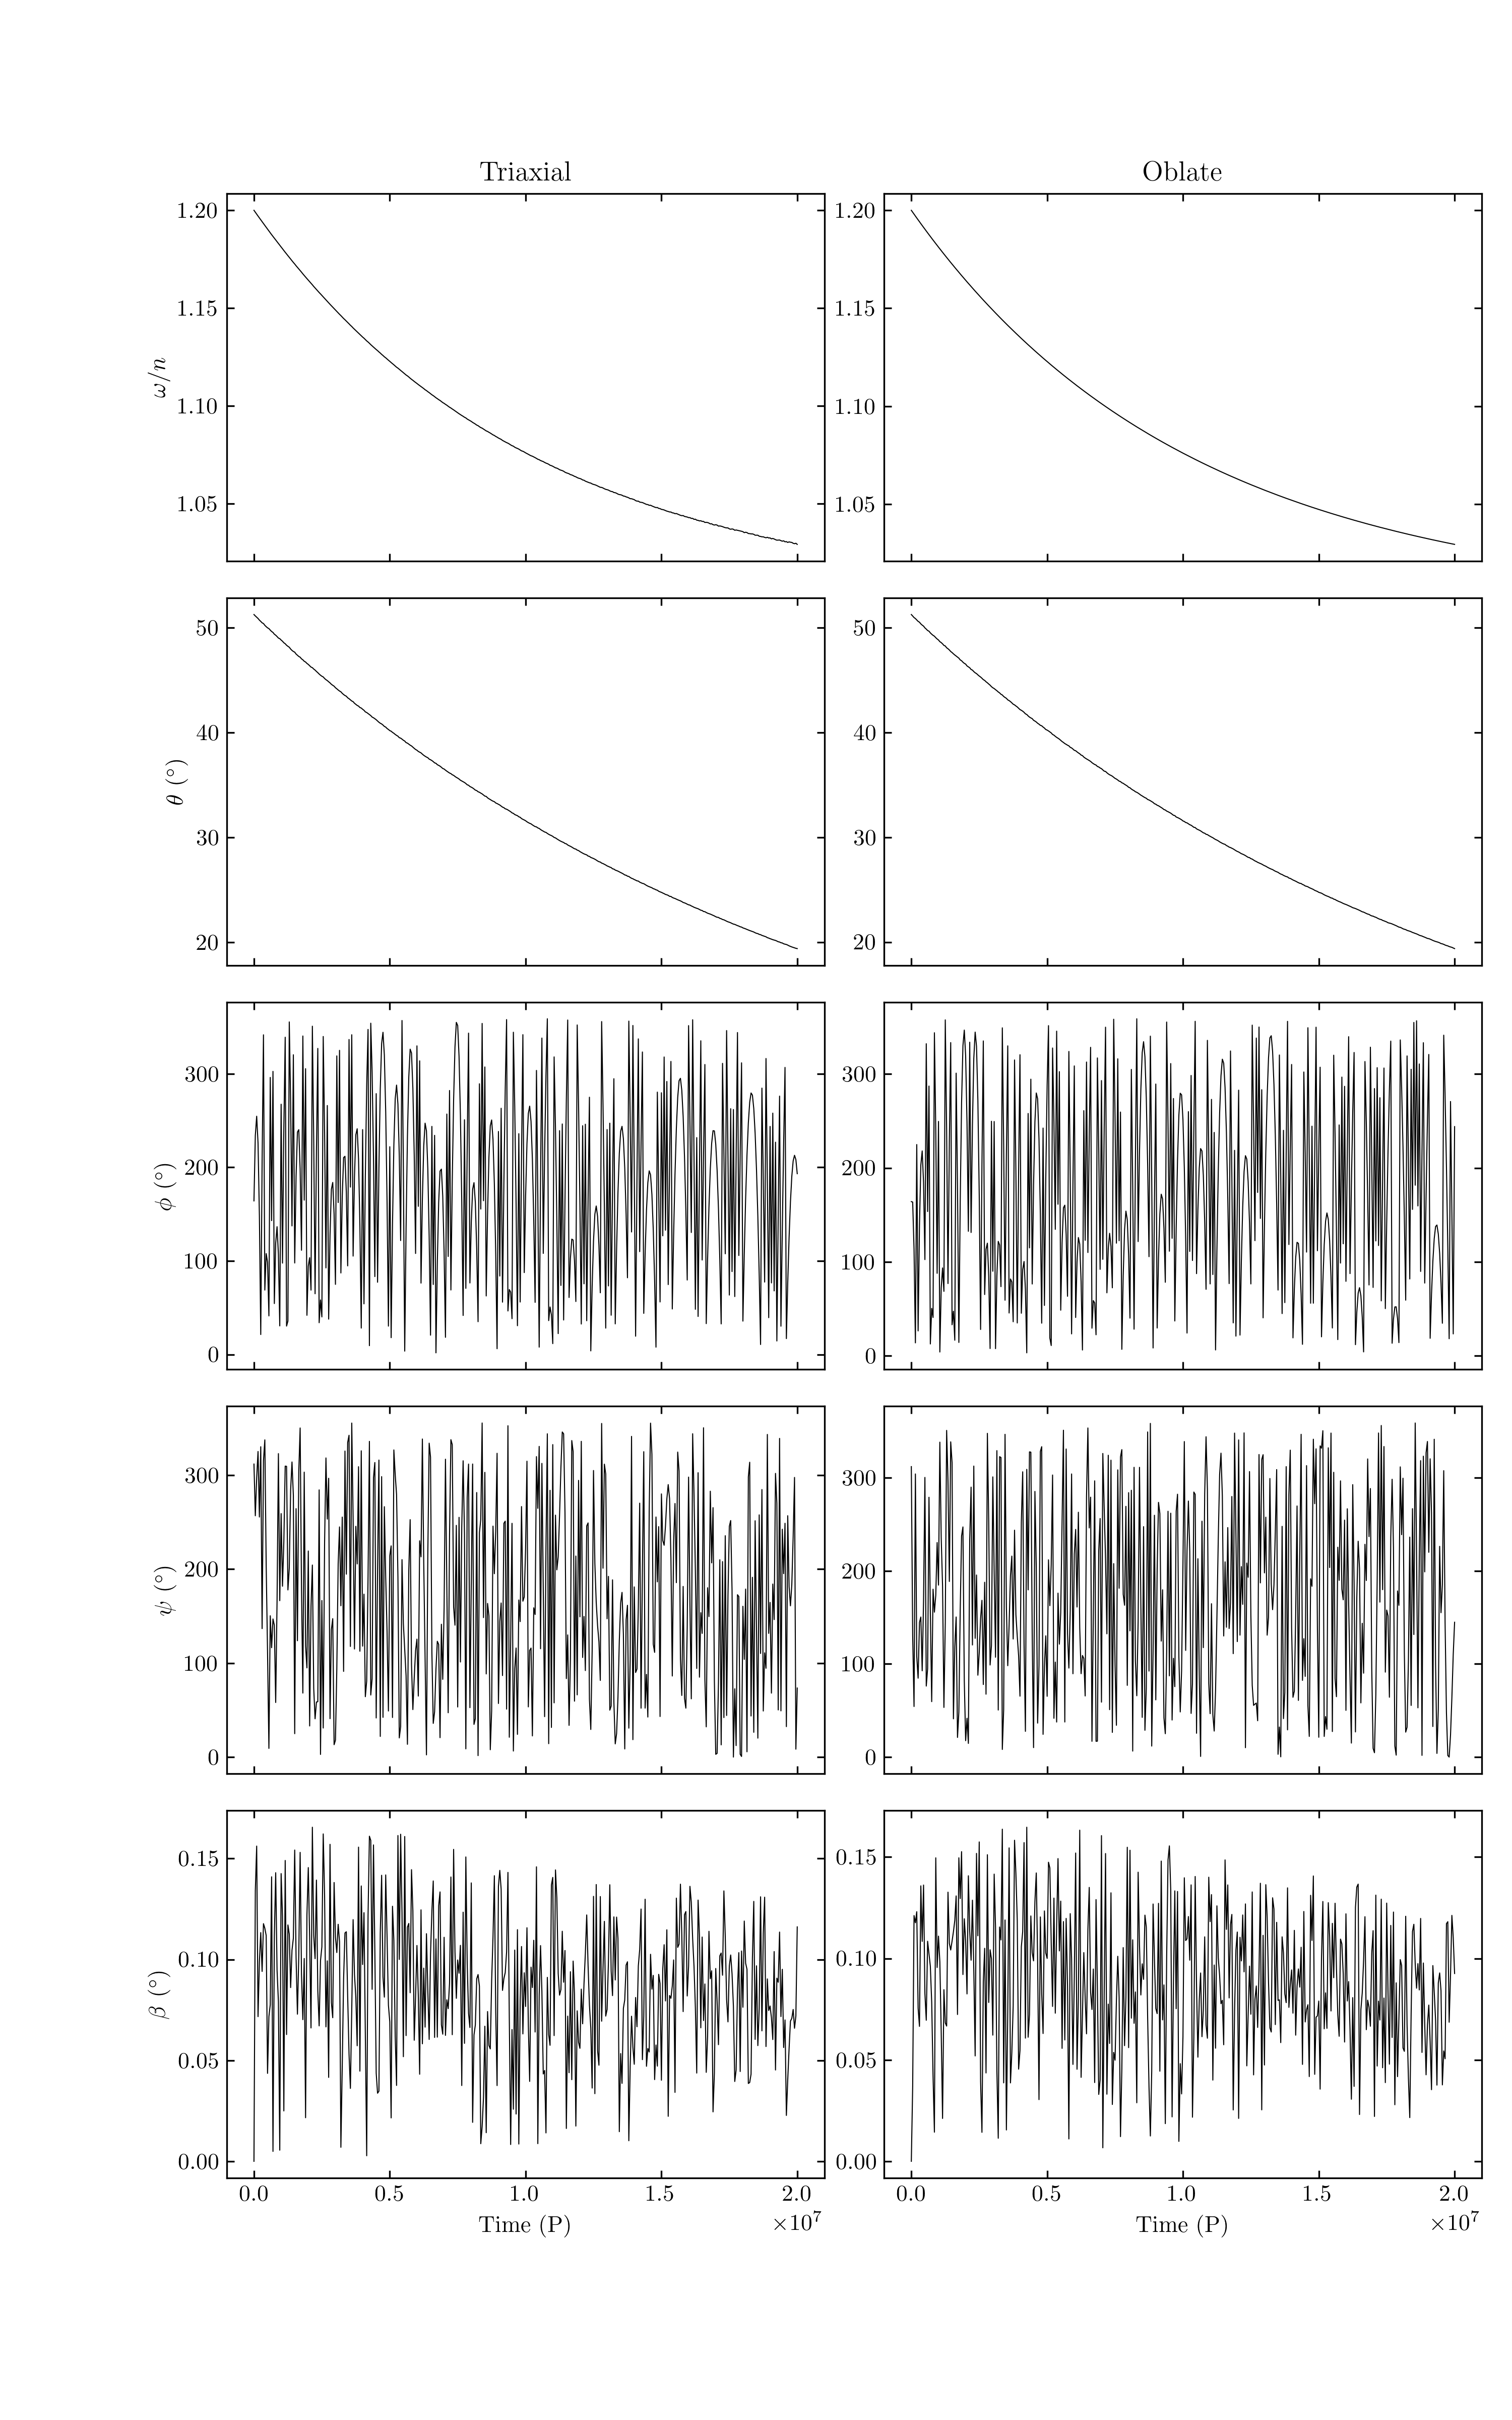 Triaxial Oblate
1.20 1.20
1.15 1.15
ω/n
1.10 1.10
1.05 1.05
50 50
40 40
θ (°)
30 30
20 20
300 300
200 200
ϕ (°)
100 100
0 0
300 300
200 200
ψ (°)
100 100
0 0
0.15 0.15
0.10 0.10
β (°)
0.05 0.05
0.00 0.00
0.0 0.5 1.0 1.5 2.0 0.0 0.5 1.0 1.5 2.0
Time (P) ×10⁷ Time (P) ×10⁷